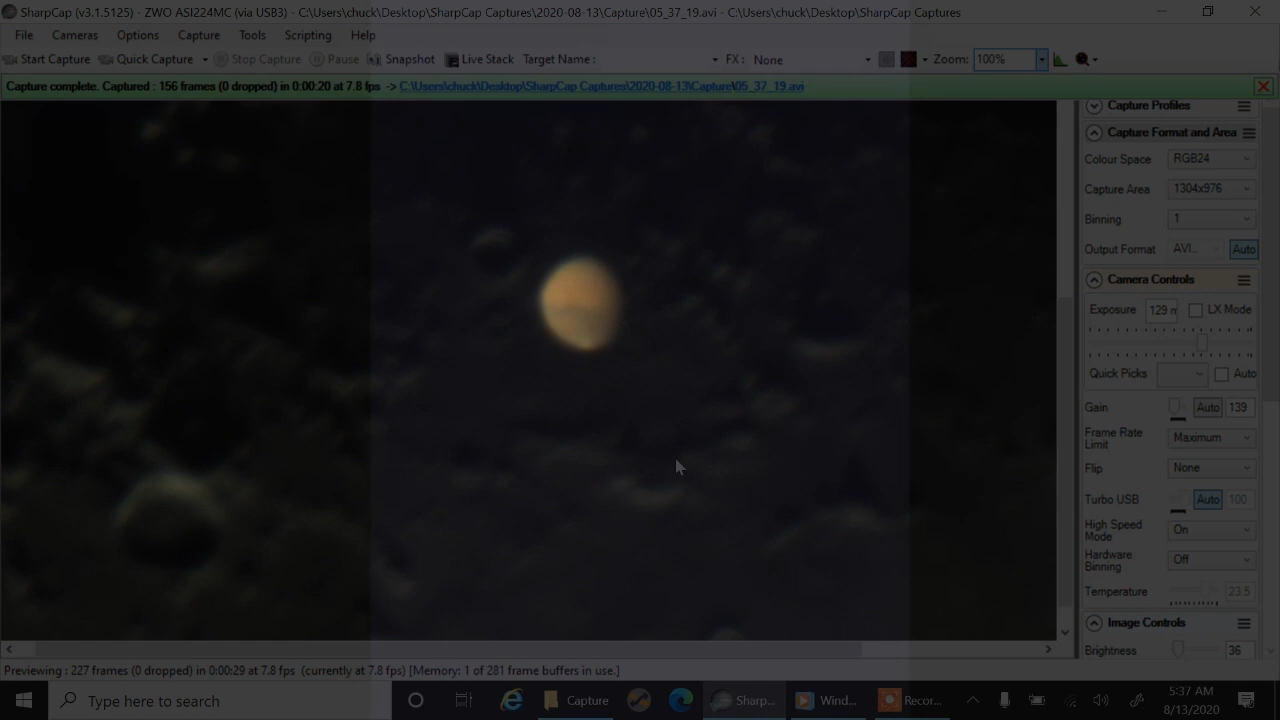 SharpCap (v3.1.5125) - ZWO ASI224MC (via USB3) - C:\Users\chuck\Desktop\SharpCap Captures\2020-08-13\Capture\05_37_19.avi - C:\Users\chuck\Desktop\SharpCap Captures
File Cameras Options Capture Tools Scripting Help
Start Capture Quick Capture Stop Capture Pause Snapshot Live Stack Target Name : FX : None Zoom: 100%
Capture complete. Captured : 156 frames (0 dropped) in 0:00:20 at 7.8 fps -> C:\Users\chuck\Desktop\SharpCap Captures\2020-08-13\Capture\05_37_19.avi
Capture Profiles
Capture Format and Area
Colour Space RGB24
Capture Area 1304x976
Binning 1
Output Format AVI... Auto
Camera Controls
Exposure 129 LX Mode
Quick Picks Auto
Gain Auto 139
Frame Rate Limit Maximum
Flip None
Turbo USB Auto 100
High Speed Mode On
Hardware Binning Off
Temperature 23.5
Image Controls
Brightness 36
Previewing : 227 frames (0 dropped) in 0:00:29 at 7.8 fps (currently at 7.8 fps) [Memory: 1 of 281 frame buffers in use.]
Type here to search Capture Sharp... Wind... Recor... 5:37 AM
8/13/2020